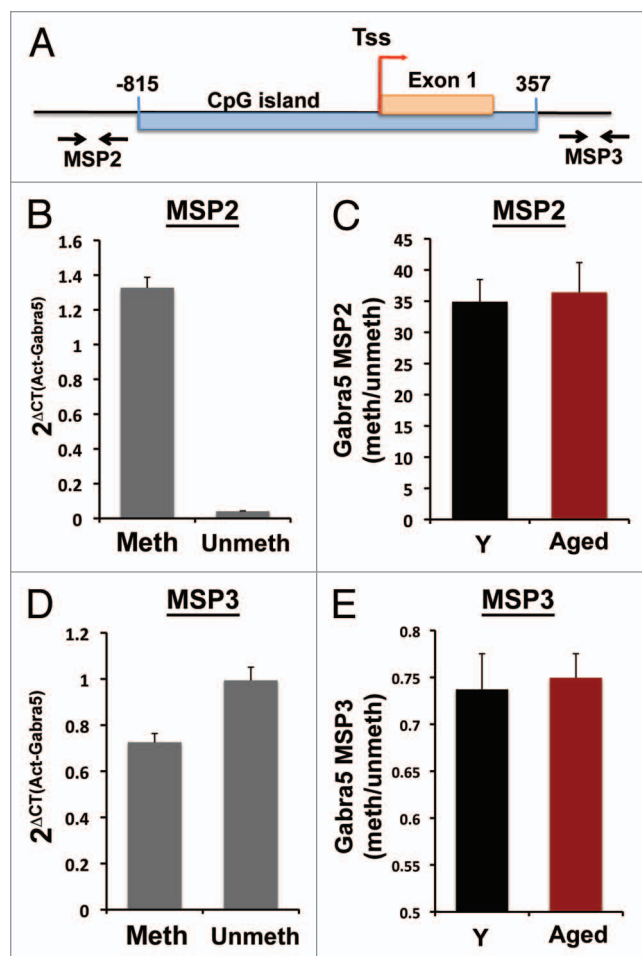 A
Tss
-815
CpG island
Exon 1
357
MSP2
MSP3
B
MSP2
2^ΔCT(Act-Gabra5)
1.6
1.4
1.2
1
0.8
0.6
0.4
0.2
0
Meth Unmeth
C
MSP2
Gabra5 MSP2
(meth/unmeth)
45
40
35
30
25
20
15
10
5
0
Y Aged
D
MSP3
2^ΔCT(Act-Gabra5)
1.2
1
0.8
0.6
0.4
0.2
0
Meth Unmeth
E
MSP3
Gabra5 MSP3
(meth/unmeth)
0.8
0.75
0.7
0.65
0.6
0.55
0.5
Y Aged